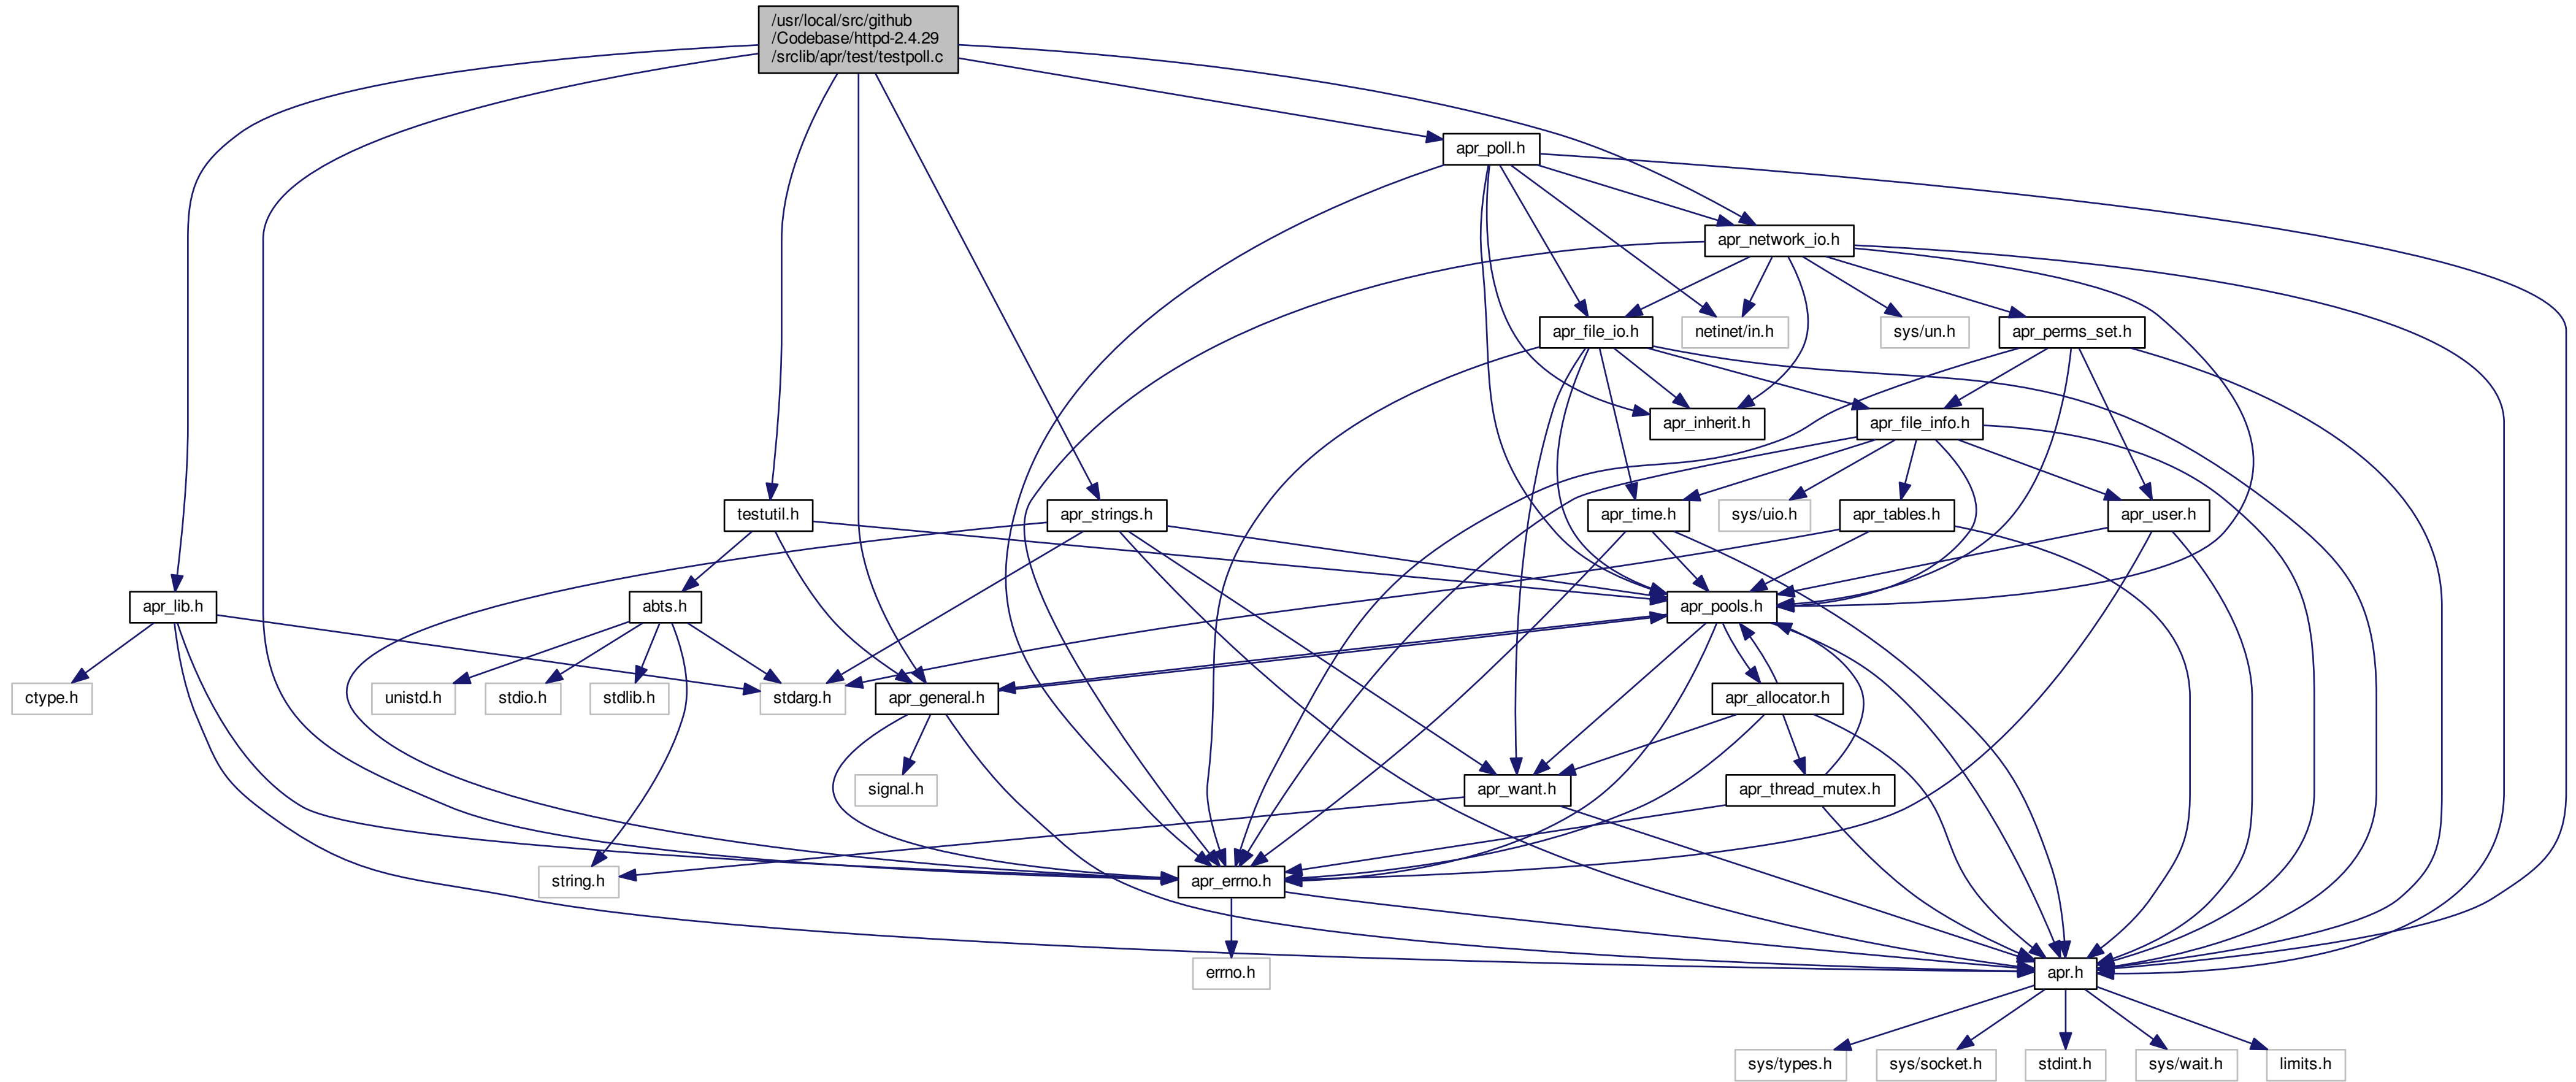 /usr/local/src/github
/Codebase/httpd-2.4.29
/srclib/apr/test/testpoll.c
apr_poll.h
apr_network_io.h
apr_file_io.h
netinet/in.h
sys/un.h
apr_perms_set.h
apr_inherit.h
apr_file_info.h
testutil.h
apr_strings.h
apr_time.h
sys/uio.h
apr_tables.h
apr_user.h
apr_lib.h
abts.h
apr_pools.h
ctype.h
unistd.h
stdio.h
stdlib.h
stdarg.h
apr_general.h
apr_allocator.h
signal.h
apr_want.h
apr_thread_mutex.h
string.h
apr_errno.h
errno.h
apr.h
sys/types.h
sys/socket.h
stdint.h
sys/wait.h
limits.h